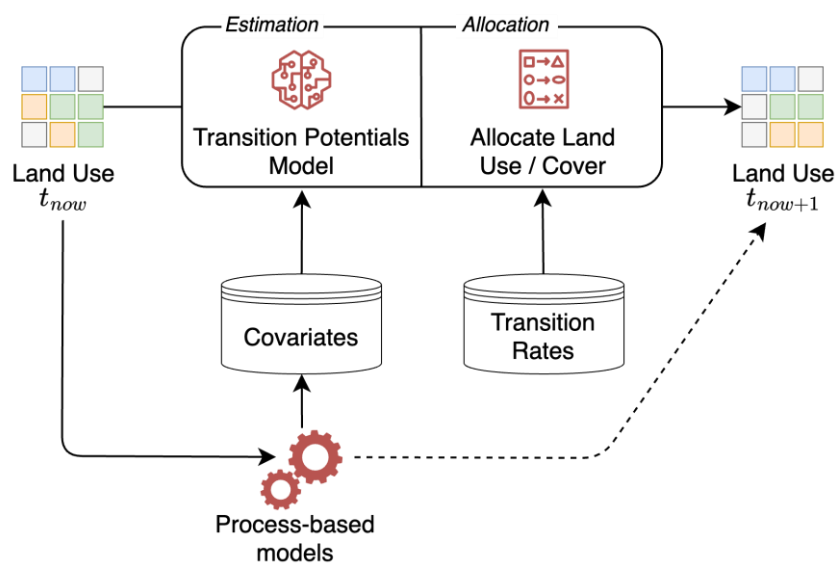 Estimation
Allocation
Transition Potentials
Model
Allocate Land
Use / Cover
Land Use
t_now
Land Use
t_now+1
Covariates
Transition
Rates
Process-based
models